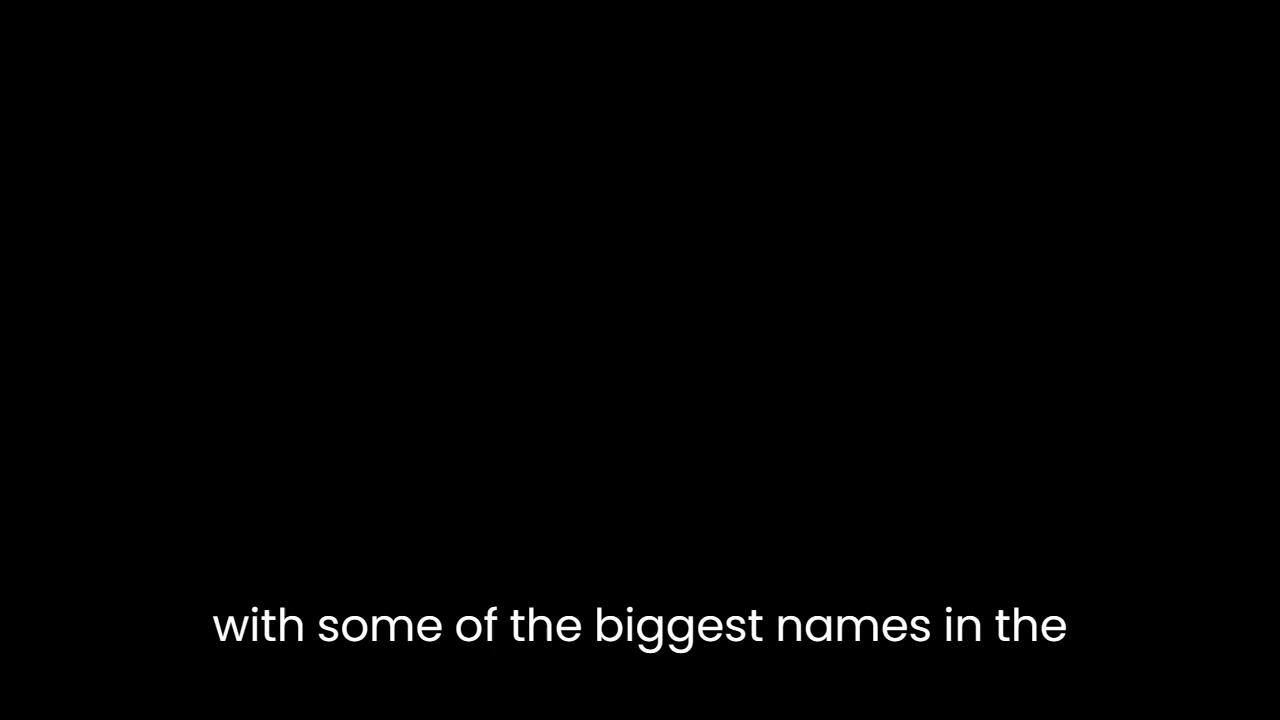 with some of the biggest names in the